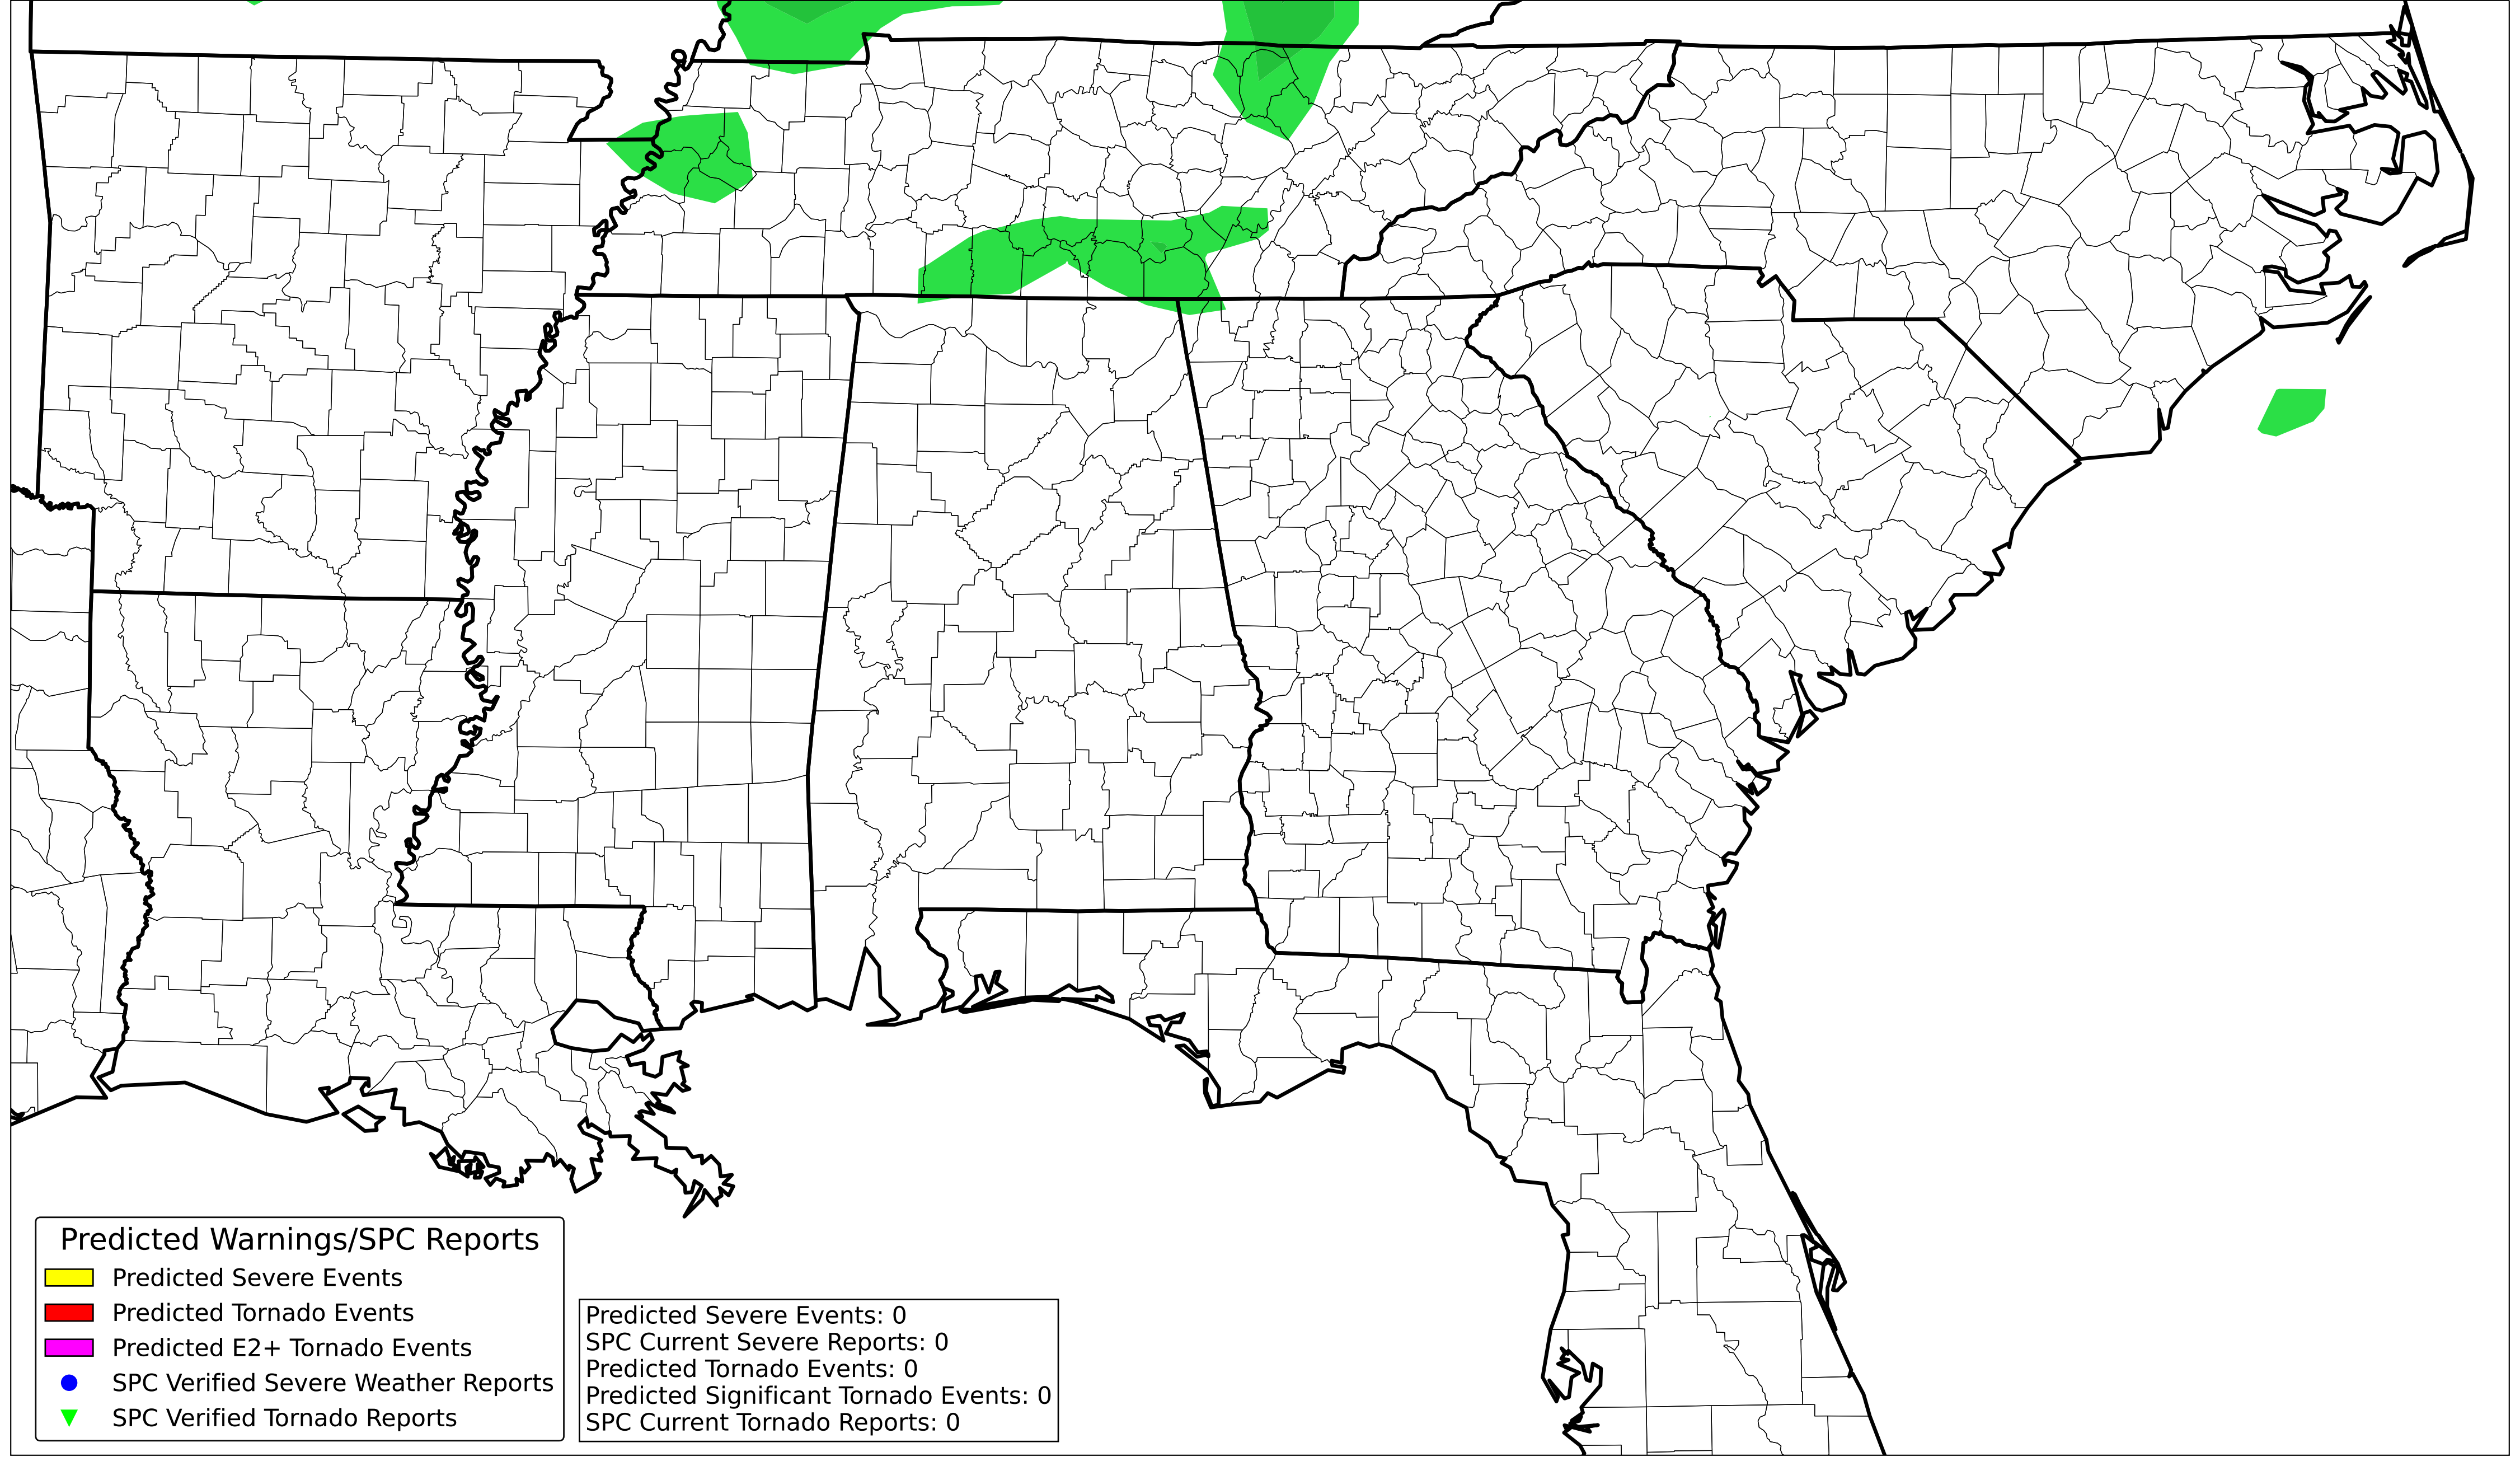 Predicted Warnings/SPC Reports
Predicted Severe Events
Predicted Tornado Events
Predicted E2+ Tornado Events
SPC Verified Severe Weather Reports
SPC Verified Tornado Reports
Predicted Severe Events: 0
SPC Current Severe Reports: 0
Predicted Tornado Events: 0
Predicted Significant Tornado Events: 0
SPC Current Tornado Reports: 0